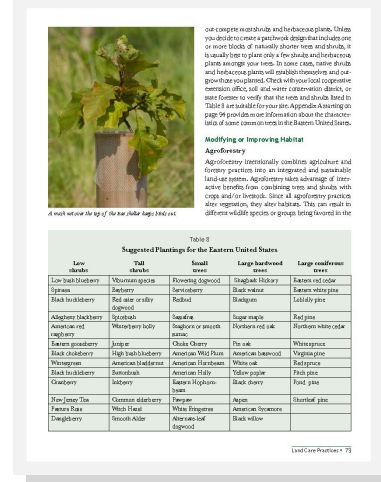 out-compete most shrubs and herbaceous plants. Unless
you decide to create a patchwork design that includes one
or more blocks of naturally shorter trees and shrubs, it
is usually best to plant only a few shrubs and herbaceous
plants amongst your trees. In some cases, native shrubs
and herbaceous plants will establish themselves and out-
grow those you planted. Check with your local cooperative
extension office, soil and water conservation district, or
state forester to verify that the trees and shrubs listed in
Table 8 are suitable for your site. Appendix A starting on
page 94 provides more information about the character-
istics of some common trees in the Eastern United States.
Modifying or Improving Habitat
Agroforestry
Agroforestry intentionally combines agriculture and
forestry practices into an integrated and sustainable
land-use system. Agroforestry takes advantage of inter-
active benefits from combining trees and shrubs with
crops and/or livestock. Since all agroforestry practices
alter vegetation, they alter habitats. This can result in
different wildlife species or groups being favored in the
A mesh net over the top of the tree shelter keeps birds out.
Table 8
Suggested Plantings for the Eastern United States
Low shrubs Tall shrubs Small trees Large hardwood trees Large coniferous trees
Low bush blueberry Viburnum species Flowering dogwood Shagbark Hickory Eastern red cedar
Spiraea Bayberry Serviceberry Black walnut Eastern white pine
Black huckleberry Red osier or silky dogwood Redbud Blackgum Loblolly pine
Allegheny blackberry Spicebush Sassafras Sugar maple Red pine
American red raspberry Winterberry holly Staghorn or smooth sumac Northern red oak Northern white cedar
Eastern gooseberry Juniper Choke Cherry Pin oak White spruce
Black chokeberry High bush blueberry American Wild Plum American basswood Virginia pine
Wintergreen American bladdernut American Hornbeam White oak Red spruce
Black huckleberry Buttonbush American Holly Yellow poplar Pitch pine
Cranberry Inkberry Eastern Hophorn-beam Black cherry Pond pine
New Jersey Tea Common elderberry Pawpaw Aspen Shortleaf pine
Pasture Rose Witch Hazel White Fringetree American Sycamore
Dangleberry Smooth Alder Alternate-leaf dogwood Black willow
Land Care Practices • 73